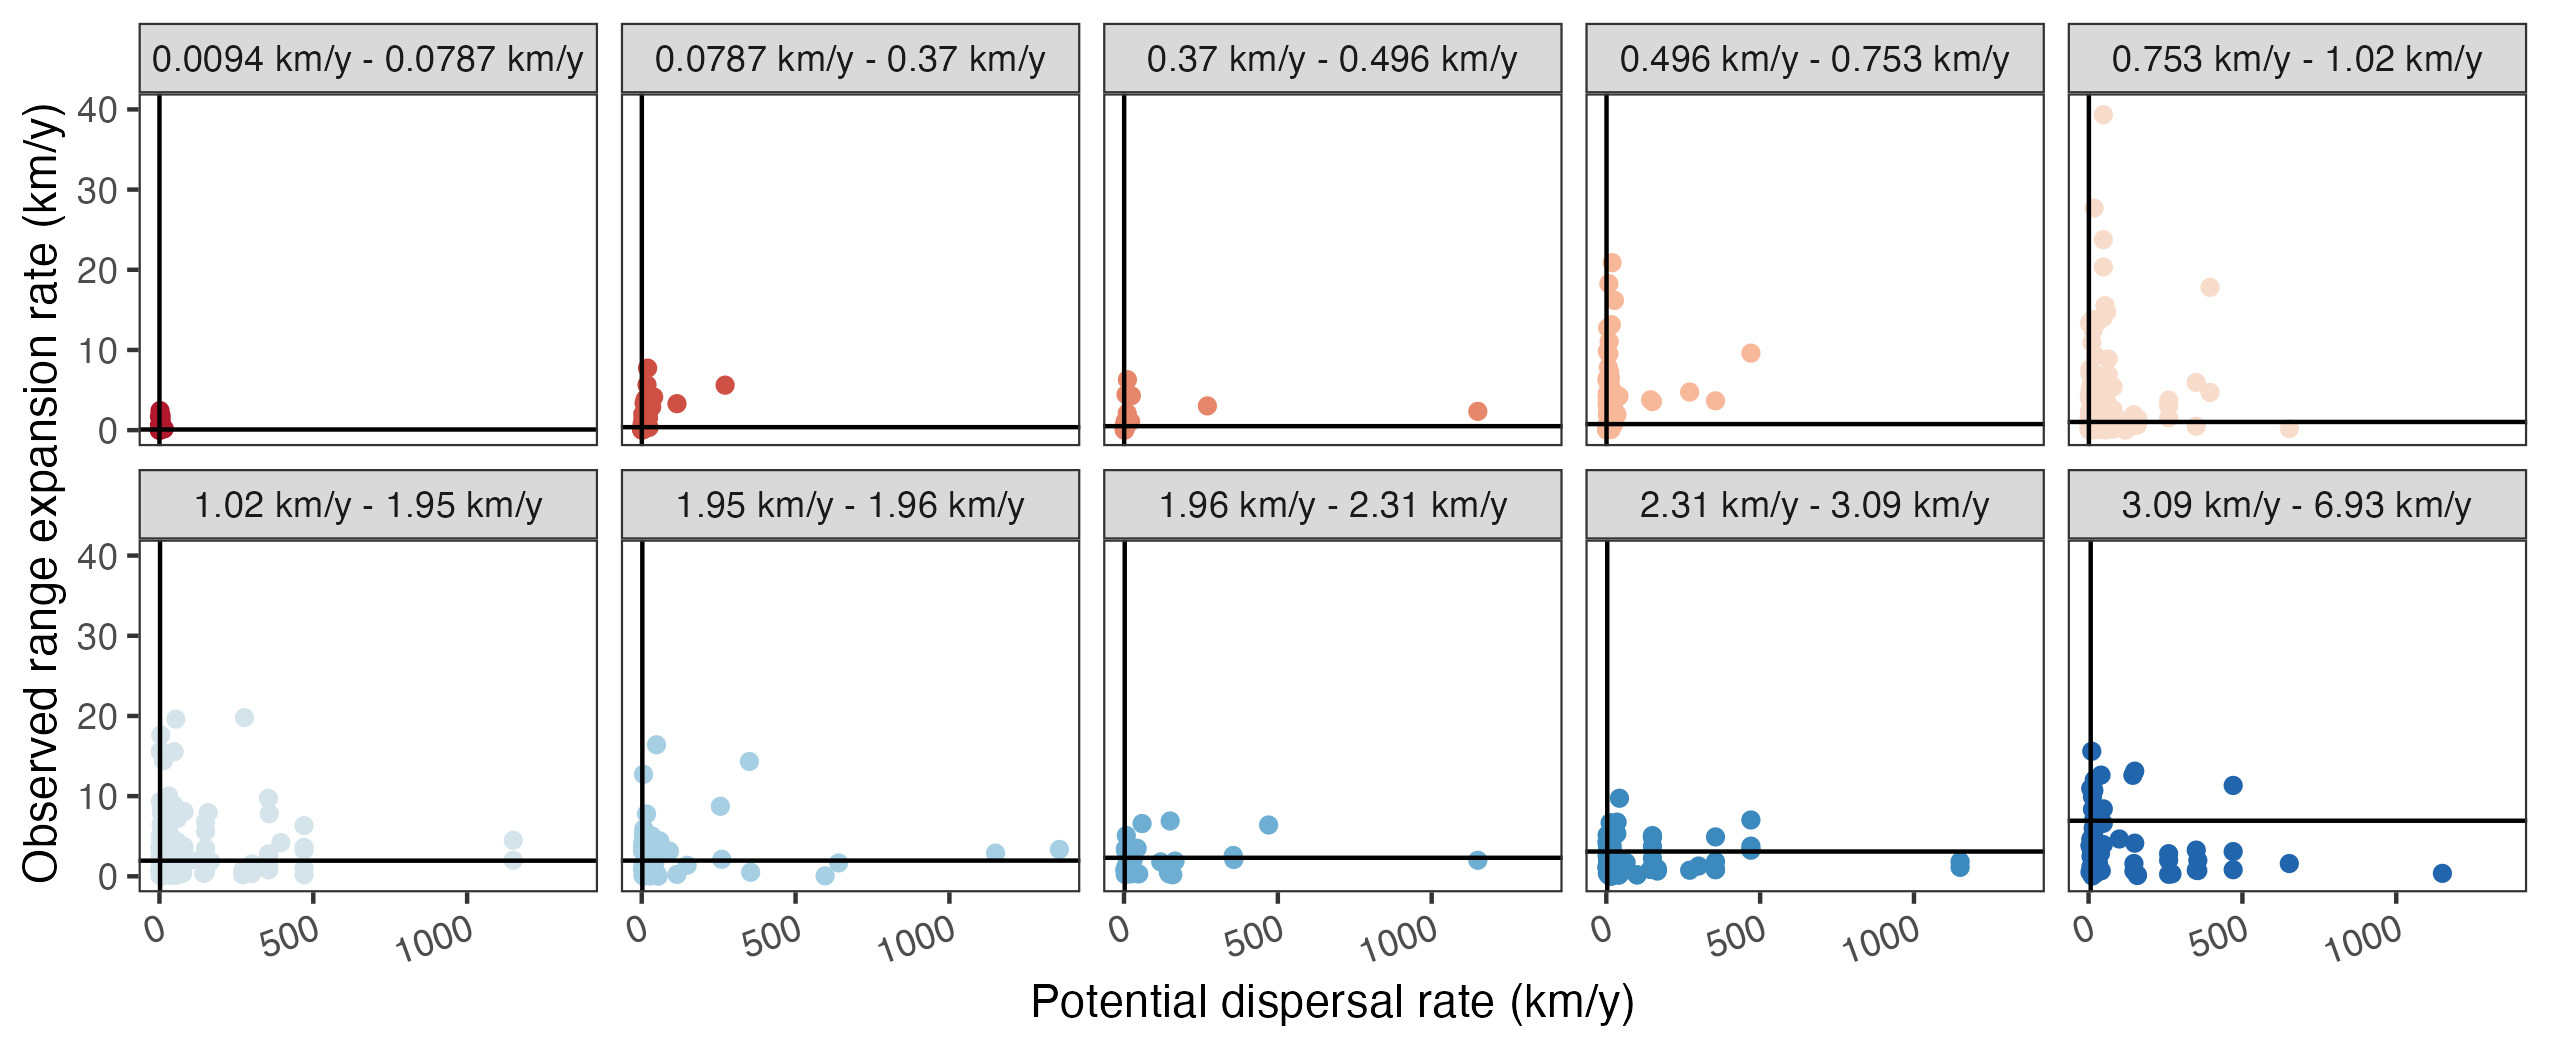 0.0094 km/y - 0.0787 km/y
0.0787 km/y - 0.37 km/y
0.37 km/y - 0.496 km/y
0.496 km/y - 0.753 km/y
0.753 km/y - 1.02 km/y
40
30
20
10
0
Observed range expansion rate (km/y)
1.02 km/y - 1.95 km/y
1.95 km/y - 1.96 km/y
1.96 km/y - 2.31 km/y
2.31 km/y - 3.09 km/y
3.09 km/y - 6.93 km/y
40
30
20
10
0
0 500 1000
0 500 1000
0 500 1000
0 500 1000
0 500 1000
Potential dispersal rate (km/y)